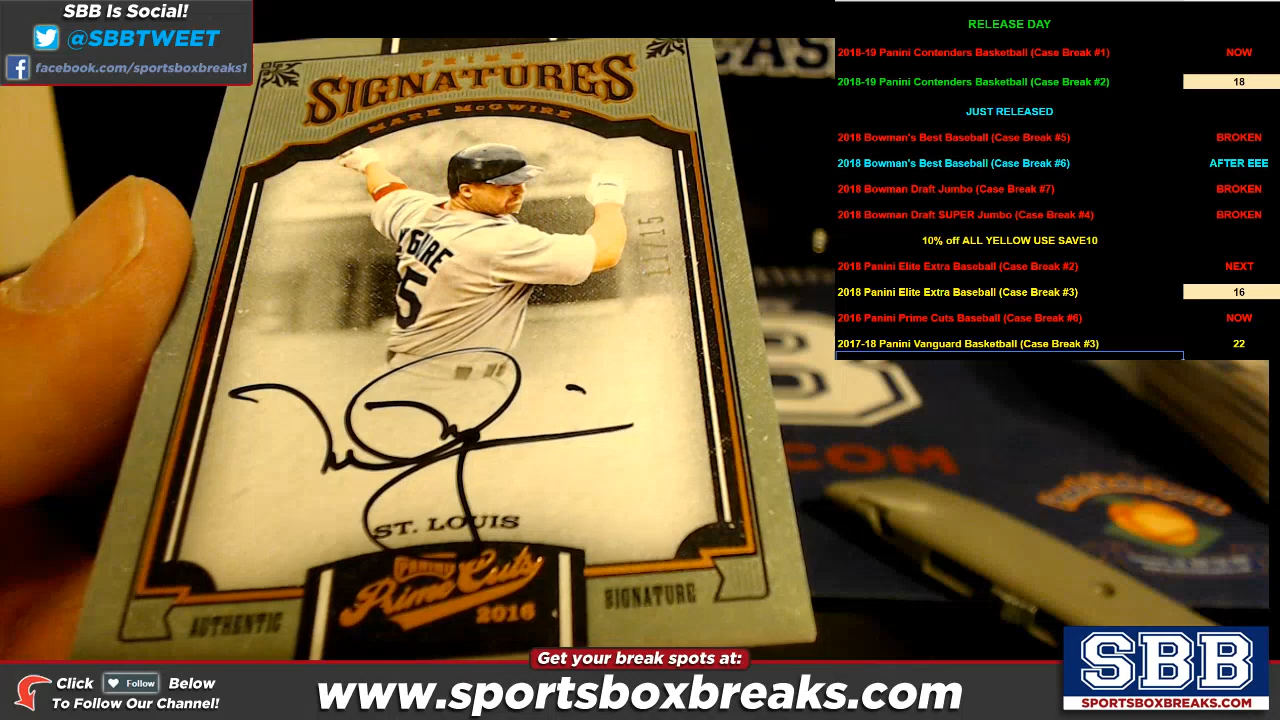 SBB Is Social!
@SBBTWEET
facebook.com/sportsboxbreaks1
PRIME
SIGNATURES
MARK McGWIRE
GIRE
5
11/15
ST. LOUIS
PANINI
Prime Cuts
2016
AUTHENTIC
SIGNATURE
RELEASE DAY
2018-19 Panini Contenders Basketball (Case Break #1) NOW
2018-19 Panini Contenders Basketball (Case Break #2) 18
JUST RELEASED
2018 Bowman's Best Baseball (Case Break #5) BROKEN
2018 Bowman's Best Baseball (Case Break #6) AFTER EEE
2018 Bowman Draft Jumbo (Case Break #7) BROKEN
2018 Bowman Draft SUPER Jumbo (Case Break #4) BROKEN
10% off ALL YELLOW USE SAVE10
2018 Panini Elite Extra Baseball (Case Break #2) NEXT
2018 Panini Elite Extra Baseball (Case Break #3) 16
2016 Panini Prime Cuts Baseball (Case Break #6) NOW
2017-18 Panini Vanguard Basketball (Case Break #3) 22
.COM
Get your break spots at:
Click Follow Below
To Follow Our Channel!
www.sportsboxbreaks.com
SBB
SPORTSBOXBREAKS.COM